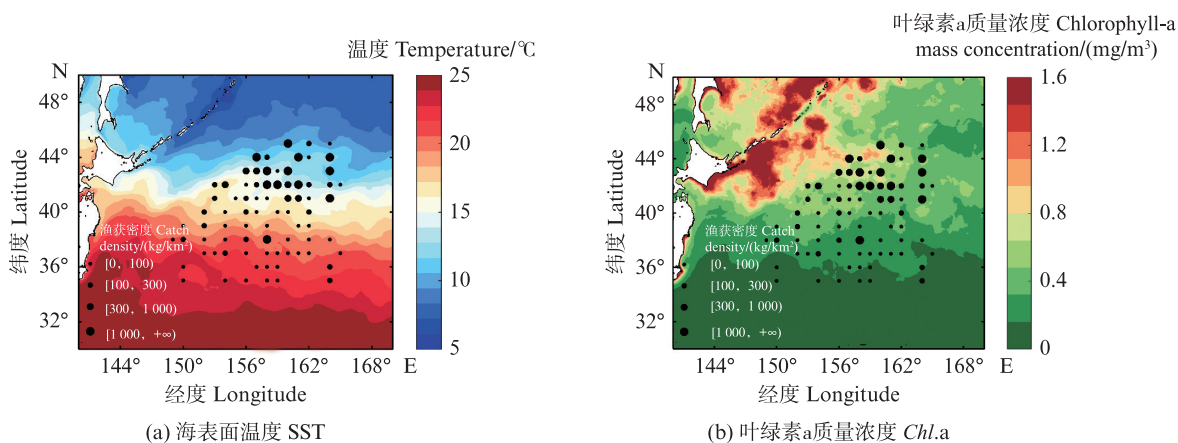 温度 Temperature/℃
N
48°
44°
40°
36°
32°
纬度 Latitude
渔获密度 Catch
density/(kg/km²)
[0，100)
[100，300)
[300，1 000)
[1 000，+∞)
144°
150°
156°
162°
168°
E
经度 Longitude
25
20
15
10
5
(a) 海表面温度 SST
叶绿素a质量浓度 Chlorophyll-a
mass concentration/(mg/m³)
N
48°
44°
40°
36°
32°
纬度 Latitude
渔获密度 Catch
density/(kg/km²)
[0，100)
[100，300)
[300，1 000)
[1 000，+∞)
144°
150°
156°
162°
168°
E
经度 Longitude
1.6
1.2
0.8
0.4
0
(b) 叶绿素a质量浓度 Chl.a